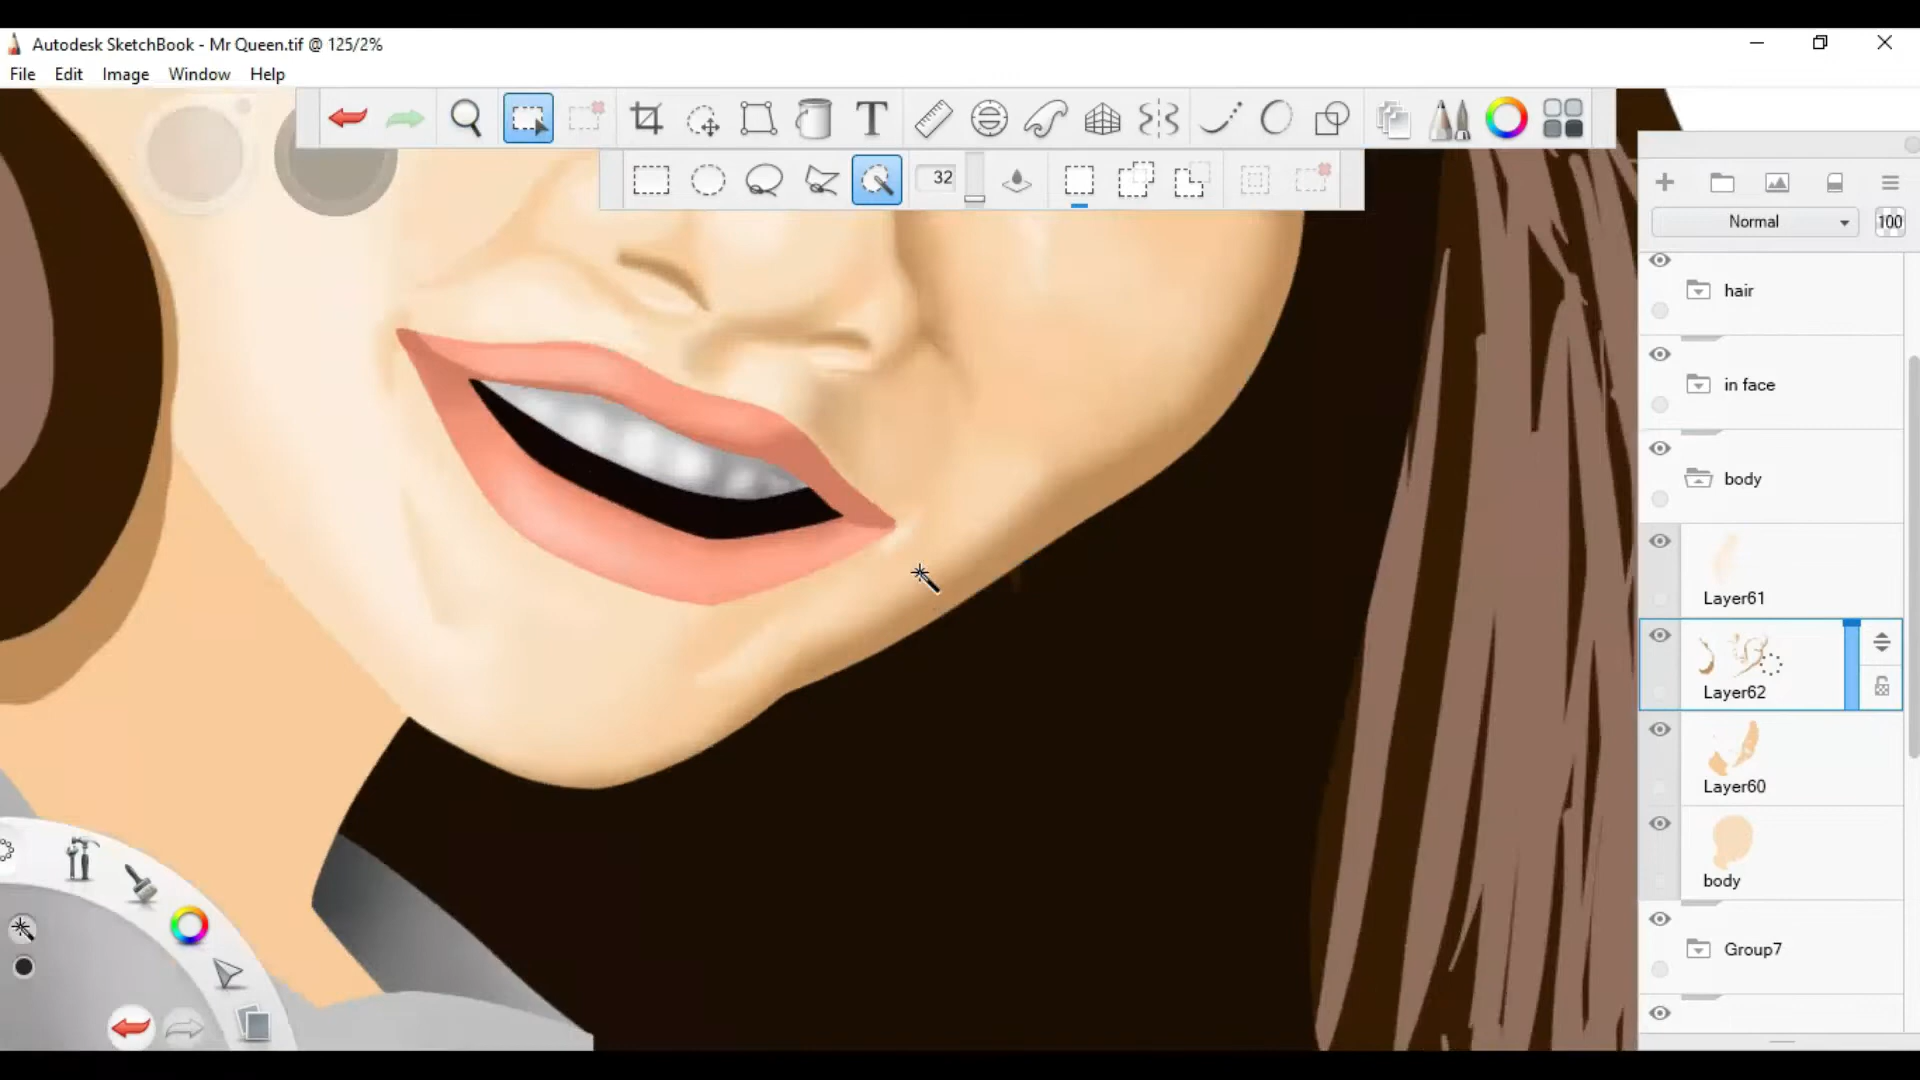 Autodesk SketchBook - Mr Queen.tif @ 125/2%
File Edit Image Window Help
T
32
Normal 100
hair
in face
body
Layer61
Layer62
Layer60
body
Group7